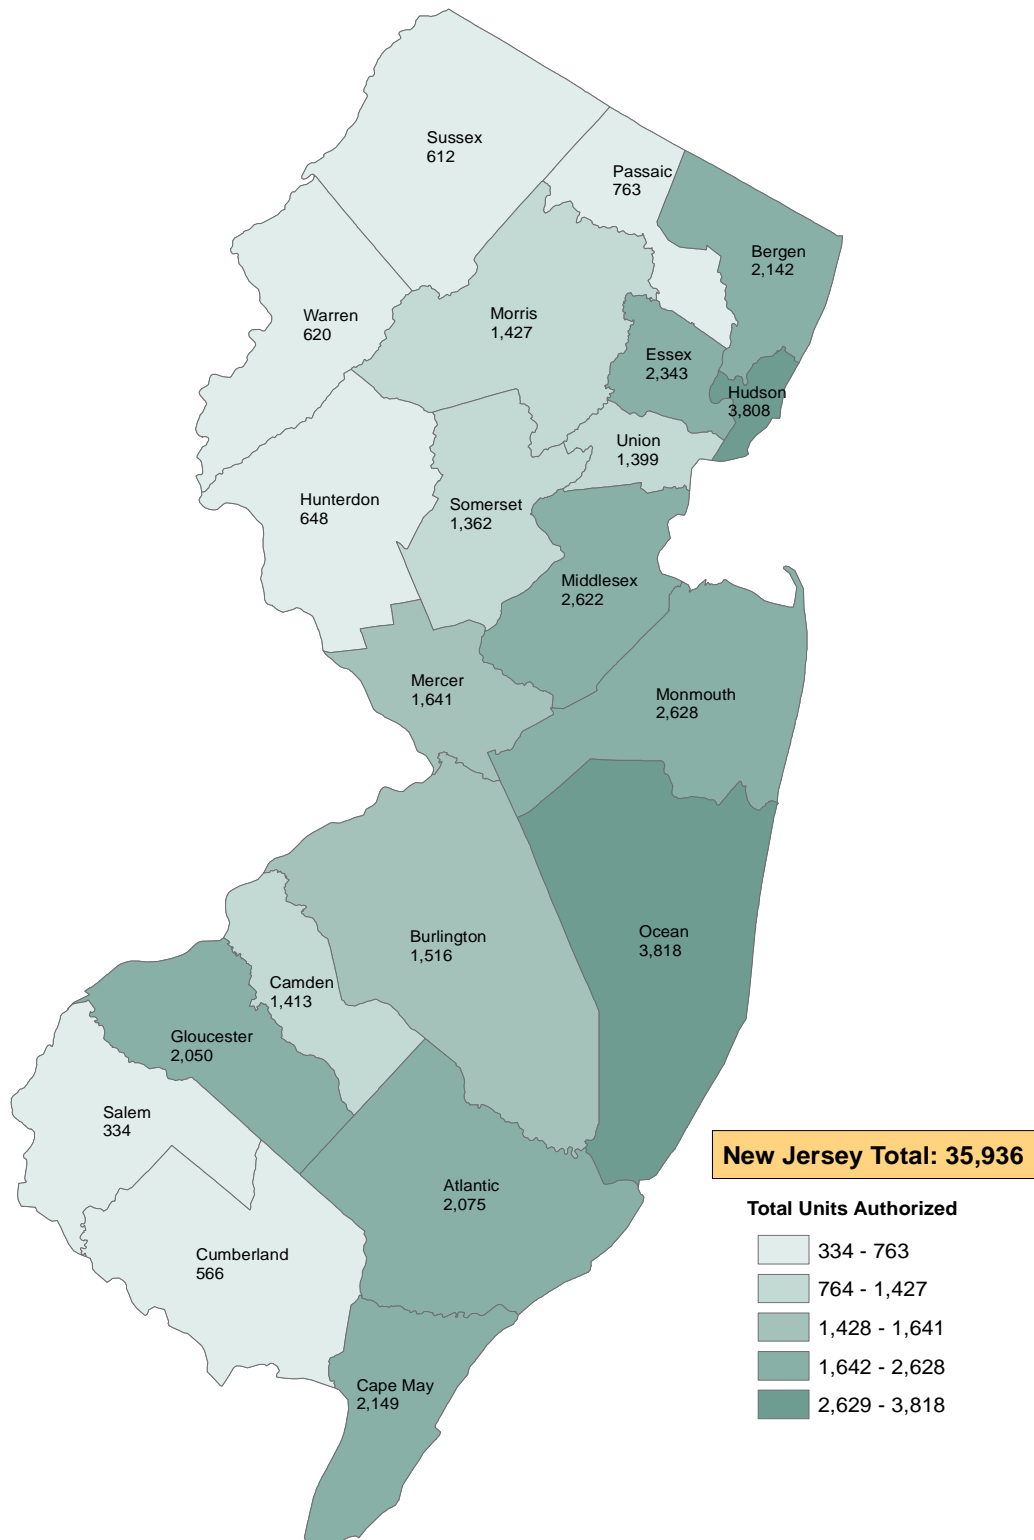 Sussex
612
Passaic
763
Bergen
2,142
Warren
620
Morris
1,427
Essex
2,343
Hudson
3,808
Union
1,399
Hunterdon
648
Somerset
1,362
Middlesex
2,622
Mercer
1,641
Monmouth
2,628
Burlington
1,516
Ocean
3,818
Camden
1,413
Gloucester
2,050
Salem
334
Atlantic
2,075
Cumberland
566
Cape May
2,149
New Jersey Total: 35,936
Total Units Authorized
334 - 763
764 - 1,427
1,428 - 1,641
1,642 - 2,628
2,629 - 3,818